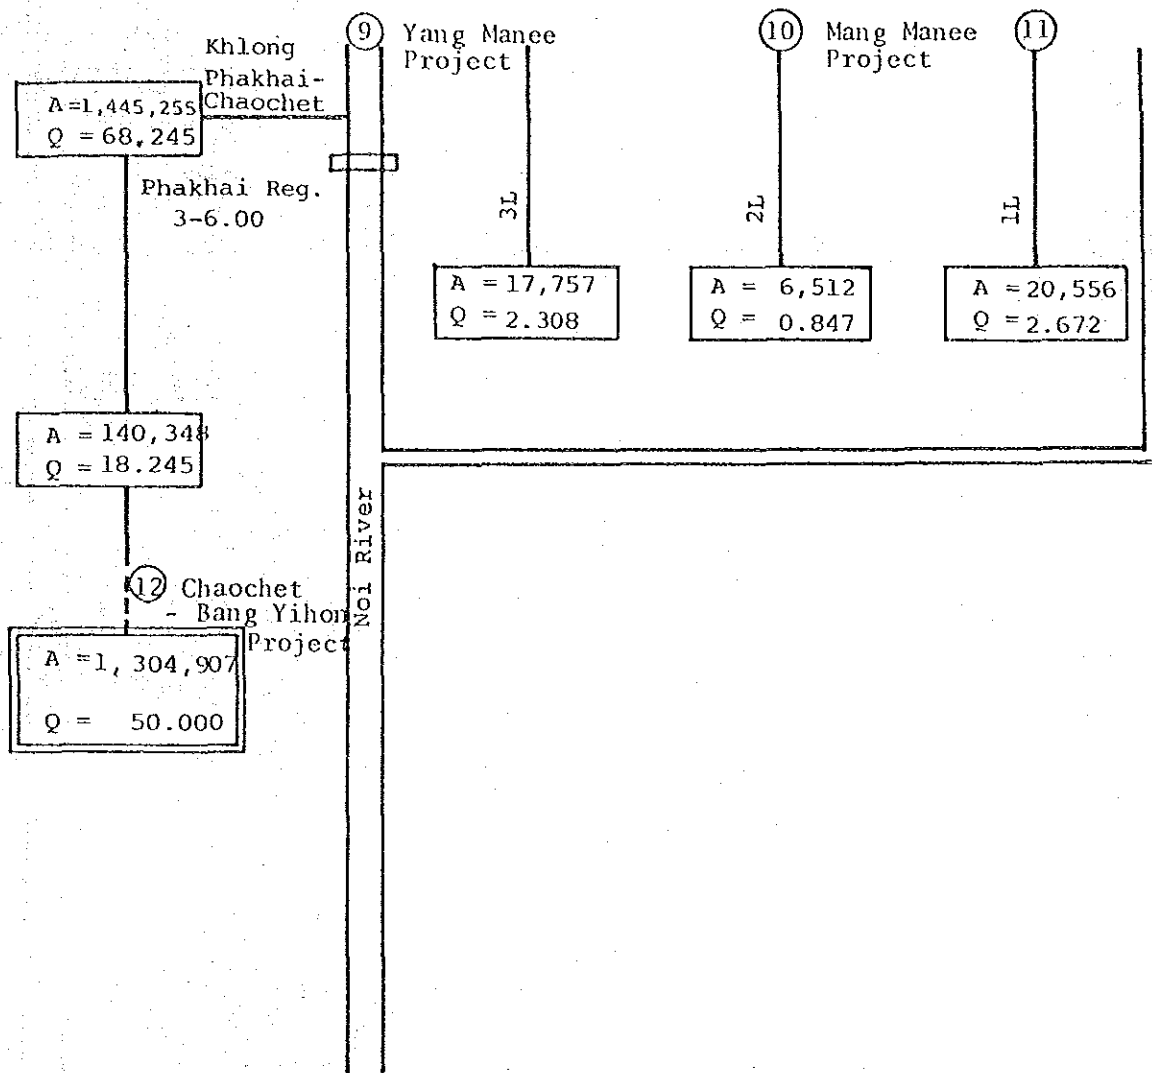 Khlong
Phakhai-
Chaochet
A =1,445,255
Q = 68,245
Phakhai Reg.
3-6.00
9
Yang Manee
Project
10
Mang Manee
Project
11
3L
2L
1L
A = 17,757
Q = 2.308
A = 6,512
Q = 0.847
A = 20,556
Q = 2.672
A = 140,348
Q = 18.245
Noi River
12 Chaochet
- Bang Yihon
Project
A =1, 304,907
Q = 50.000